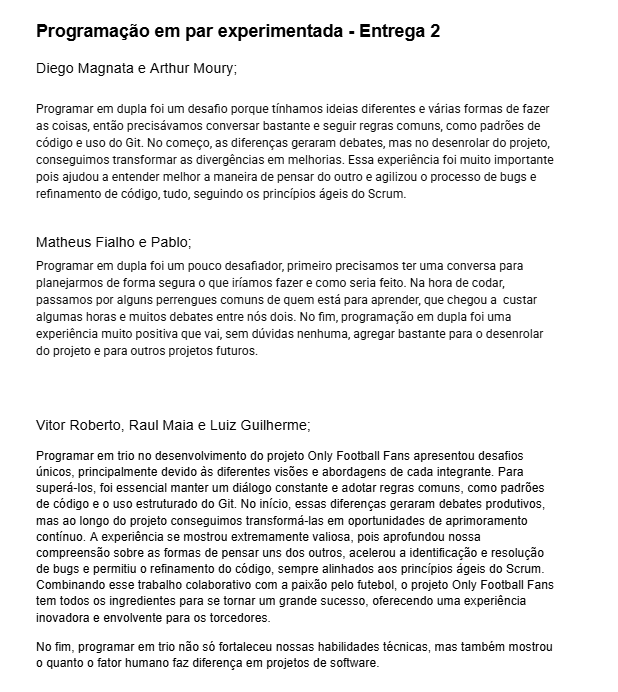 Programação em par experimentada - Entrega 2
Diego Magnata e Arthur Moury;
Programar em dupla foi um desafio porque tínhamos ideias diferentes e várias formas de fazer
as coisas, então precisávamos conversar bastante e seguir regras comuns, como padrões de
código e uso do Git. No começo, as diferenças geraram debates, mas no desenrolar do projeto,
conseguimos transformar as divergências em melhorias. Essa experiência foi muito importante
pois ajudou a entender melhor a maneira de pensar do outro e agilizou o processo de bugs e
refinamento de código, tudo, seguindo os princípios ágeis do Scrum.
Matheus Fialho e Pablo;
Programar em dupla foi um pouco desafiador, primeiro precisamos ter uma conversa para
planejarmos de forma segura o que iríamos fazer e como seria feito. Na hora de codar,
passamos por alguns perrengues comuns de quem está para aprender, que chegou a  custar
algumas horas e muitos debates entre nós dois. No fim, programação em dupla foi uma
experiência muito positiva que vai, sem dúvidas nenhuma, agregar bastante para o desenrolar
do projeto e para outros projetos futuros.
Vitor Roberto, Raul Maia e Luiz Guilherme;
Programar em trio no desenvolvimento do projeto Only Football Fans apresentou desafios
únicos, principalmente devido às diferentes visões e abordagens de cada integrante. Para
superá-los, foi essencial manter um diálogo constante e adotar regras comuns, como padrões
de código e o uso estruturado do Git. No início, essas diferenças geraram debates produtivos,
mas ao longo do projeto conseguimos transformá-las em oportunidades de aprimoramento
contínuo. A experiência se mostrou extremamente valiosa, pois aprofundou nossa
compreensão sobre as formas de pensar uns dos outros, acelerou a identificação e resolução
de bugs e permitiu o refinamento do código, sempre alinhados aos princípios ágeis do Scrum.
Combinando esse trabalho colaborativo com a paixão pelo futebol, o projeto Only Football Fans
tem todos os ingredientes para se tornar um grande sucesso, oferecendo uma experiência
inovadora e envolvente para os torcedores.
No fim, programar em trio não só fortaleceu nossas habilidades técnicas, mas também mostrou
o quanto o fator humano faz diferença em projetos de software.